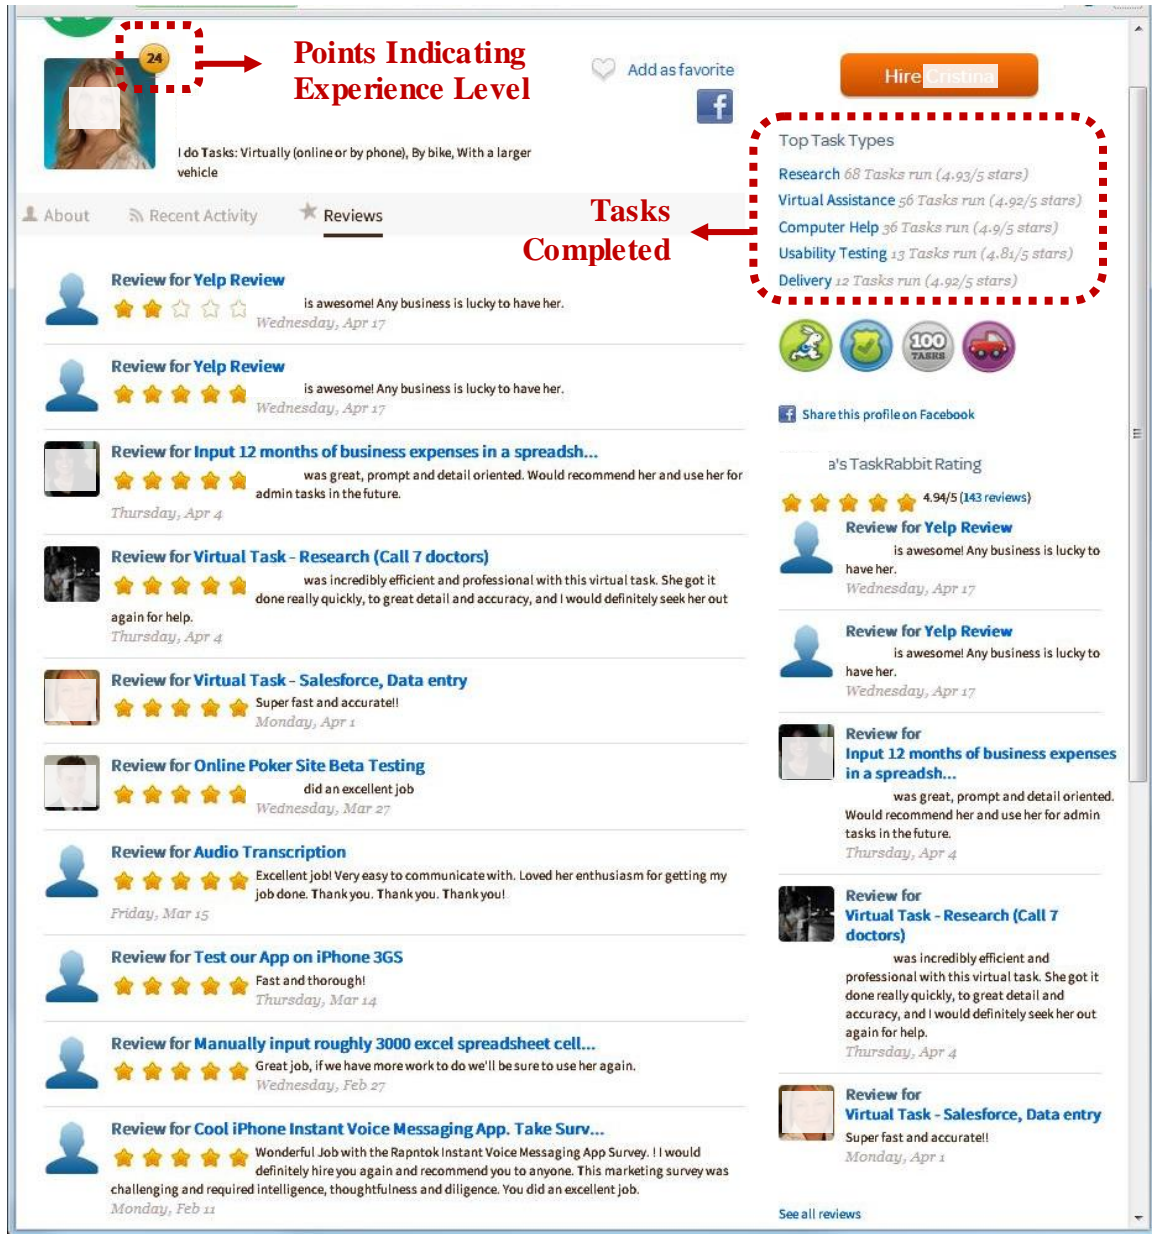 24
Points Indicating
Experience Level
Add as favorite
I do Tasks: Virtually (online or by phone), By bike, With a larger
vehicle
About
Recent Activity
Reviews
Tasks
Completed
Review for Yelp Review
is awesome! Any business is lucky to have her.
Wednesday, Apr 17
Review for Yelp Review
is awesome! Any business is lucky to have her.
Wednesday, Apr 17
Review for Input 12 months of business expenses in a spreadsh...
was great, prompt and detail oriented. Would recommend her and use her for
admin tasks in the future.
Thursday, Apr 4
Review for Virtual Task - Research (Call 7 doctors)
was incredibly efficient and professional with this virtual task. She got it
done really quickly, to great detail and accuracy, and I would definitely seek her out
again for help.
Thursday, Apr 4
Review for Virtual Task - Salesforce, Data entry
Super fast and accurate!!
Monday, Apr 1
Review for Online Poker Site Beta Testing
did an excellent job
Wednesday, Mar 27
Review for Audio Transcription
Excellent job! Very easy to communicate with. Loved her enthusiasm for getting my
job done. Thank you. Thank you. Thank you!
Friday, Mar 15
Review for Test our App on iPhone 3GS
Fast and thorough!
Thursday, Mar 14
Review for Manually input roughly 3000 excel spreadsheet cell...
Great job, if we have more work to do we'll be sure to use her again.
Wednesday, Feb 27
Review for Cool iPhone Instant Voice Messaging App. Take Surv...
Wonderful Job with the Rapntok Instant Voice Messaging App Survey. ! I would
definitely hire you again and recommend you to anyone. This marketing survey was
challenging and required intelligence, thoughtfulness and diligence. You did an excellent job.
Monday, Feb 11
Hire Cristina
Top Task Types
Research 68 Tasks run (4.93/5 stars)
Virtual Assistance 56 Tasks run (4.92/5 stars)
Computer Help 36 Tasks run (4.9/5 stars)
Usability Testing 13 Tasks run (4.81/5 stars)
Delivery 12 Tasks run (4.92/5 stars)
100
TASKS
Share this profile on Facebook
a's TaskRabbit Rating
4.94/5 (143 reviews)
Review for Yelp Review
is awesome! Any business is lucky to
have her.
Wednesday, Apr 17
Review for Yelp Review
is awesome! Any business is lucky to
have her.
Wednesday, Apr 17
Review for
Input 12 months of business expenses
in a spreadsh...
was great, prompt and detail oriented.
Would recommend her and use her for admin
tasks in the future.
Thursday, Apr 4
Review for
Virtual Task - Research (Call 7
doctors)
was incredibly efficient and
professional with this virtual task. She got it
done really quickly, to great detail and
accuracy, and I would definitely seek her out
again for help.
Thursday, Apr 4
Review for
Virtual Task - Salesforce, Data entry
Super fast and accurate!!
Monday, Apr 1
See all reviews